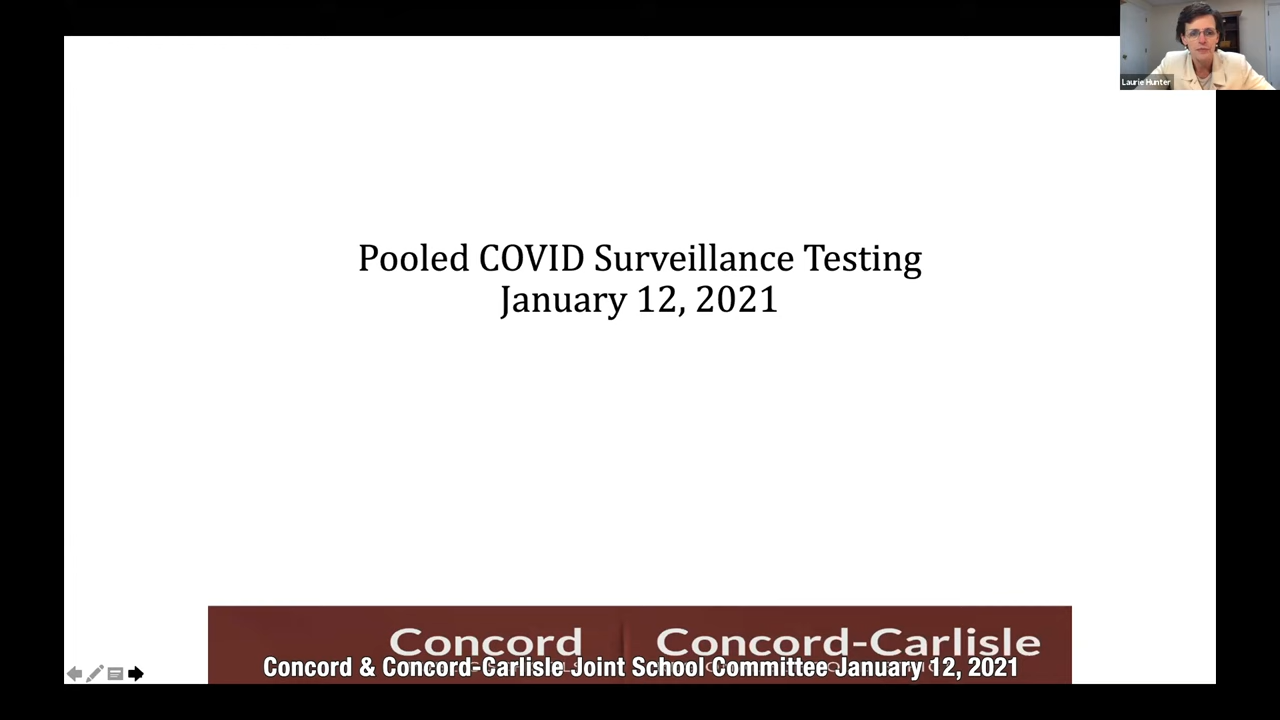 Laurie Hunter
Pooled COVID Surveillance Testing
January 12, 2021
Concord Concord-Carlisle
Concord & Concord-Carlisle Joint School Committee January 12, 2021